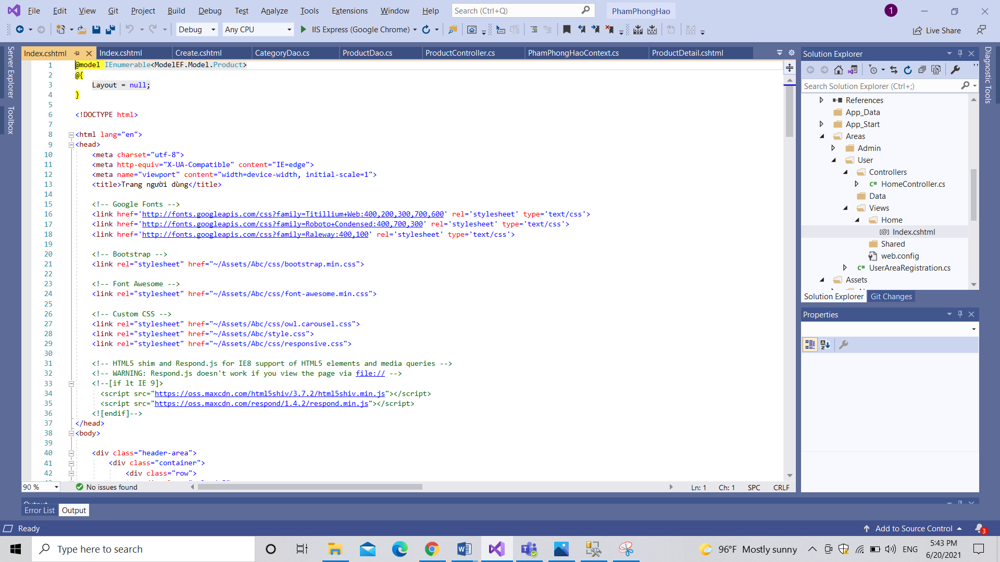 File Edit View Git Project Build Debug Test Analyze Tools Extensions Window Help Search (Ctrl+Q) PhamPhongHao 1
Debug Any CPU IIS Express (Google Chrome) Live Share
Server Explorer
Toolbox
Index.cshtml Index.cshtml Create.cshtml CategoryDao.cs ProductDao.cs ProductController.cs PhamPhongHaoContext.cs ProductDetail.cshtml
1 @model IEnumerable<ModelEF.Model.Product>
2 @{
3 Layout = null;
4 }
5
6 <!DOCTYPE html>
7
8 <html lang="en">
9 <head>
10 <meta charset="utf-8">
11 <meta http-equiv="X-UA-Compatible" content="IE=edge">
12 <meta name="viewport" content="width=device-width, initial-scale=1">
13 <title>Trang người dùng</title>
14
15 <!-- Google Fonts -->
16 <link href='http://fonts.googleapis.com/css?family=Titillium+Web:400,200,300,700,600' rel='stylesheet' type='text/css'>
17 <link href='http://fonts.googleapis.com/css?family=Roboto+Condensed:400,700,300' rel='stylesheet' type='text/css'>
18 <link href='http://fonts.googleapis.com/css?family=Raleway:400,100' rel='stylesheet' type='text/css'>
19
20 <!-- Bootstrap -->
21 <link rel="stylesheet" href="~/Assets/Abc/css/bootstrap.min.css">
22
23 <!-- Font Awesome -->
24 <link rel="stylesheet" href="~/Assets/Abc/css/font-awesome.min.css">
25
26 <!-- Custom CSS -->
27 <link rel="stylesheet" href="~/Assets/Abc/css/owl.carousel.css">
28 <link rel="stylesheet" href="~/Assets/Abc/style.css">
29 <link rel="stylesheet" href="~/Assets/Abc/css/responsive.css">
30
31 <!-- HTML5 shim and Respond.js for IE8 support of HTML5 elements and media queries -->
32 <!-- WARNING: Respond.js doesn't work if you view the page via file:// -->
33 <!--[if lt IE 9]>
34 <script src="https://oss.maxcdn.com/html5shiv/3.7.2/html5shiv.min.js"></script>
35 <script src="https://oss.maxcdn.com/respond/1.4.2/respond.min.js"></script>
36 <![endif]-->
37 </head>
38 <body>
39
40 <div class="header-area">
41 <div class="container">
42 <div class="row">
90 % No issues found Ln: 1 Ch: 1 SPC CRLF
Solution Explorer
Search Solution Explorer (Ctrl+;)
References
App_Data
App_Start
Areas
Admin
User
Controllers
C# HomeController.cs
Data
Views
Home
[@] Index.cshtml
Shared
web.config
C# UserAreaRegistration.cs
Assets
Solution Explorer Git Changes
Properties
Diagnostic Tools
Output
Error List Output
Ready Add to Source Control 3
Type here to search 96°F Mostly sunny ENG 5:43 PM
6/20/2021